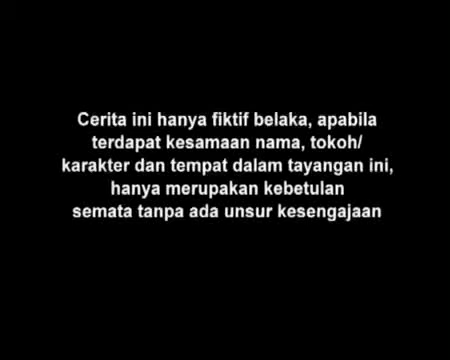 Cerita ini hanya fiktif belaka, apabila
terdapat kesamaan nama, tokoh/
karakter dan tempat dalam tayangan ini,
hanya merupakan kebetulan
semata tanpa ada unsur kesengajaan